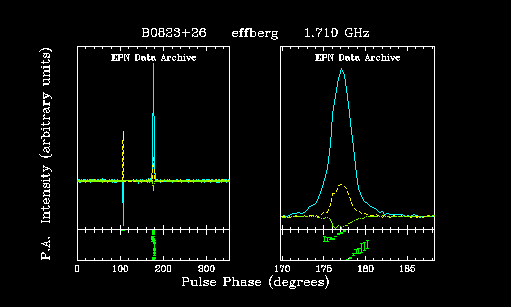 B0823+26 effberg 1.710 GHz
EPN Data Archive EPN Data Archive
P.A. Intensity (arbitrary units)
0 100 200 300 170 175 180 185
Pulse Phase (degrees)